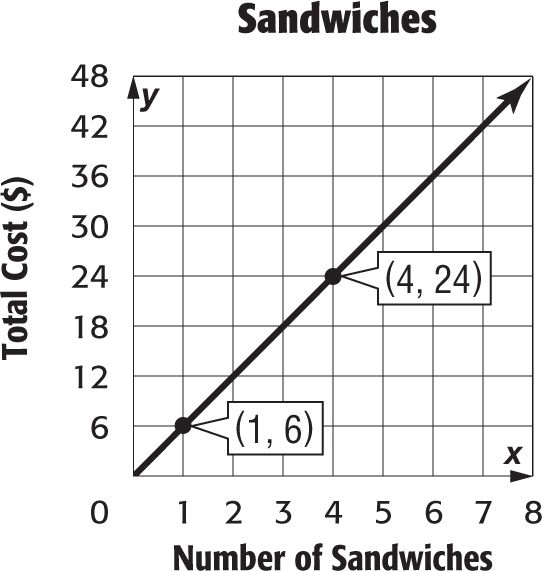 Sandwiches
Total Cost ($)
48
42
36
30
24
18
12
6
0
y
(4, 24)
(1, 6)
x
1 2 3 4 5 6 7 8
Number of Sandwiches